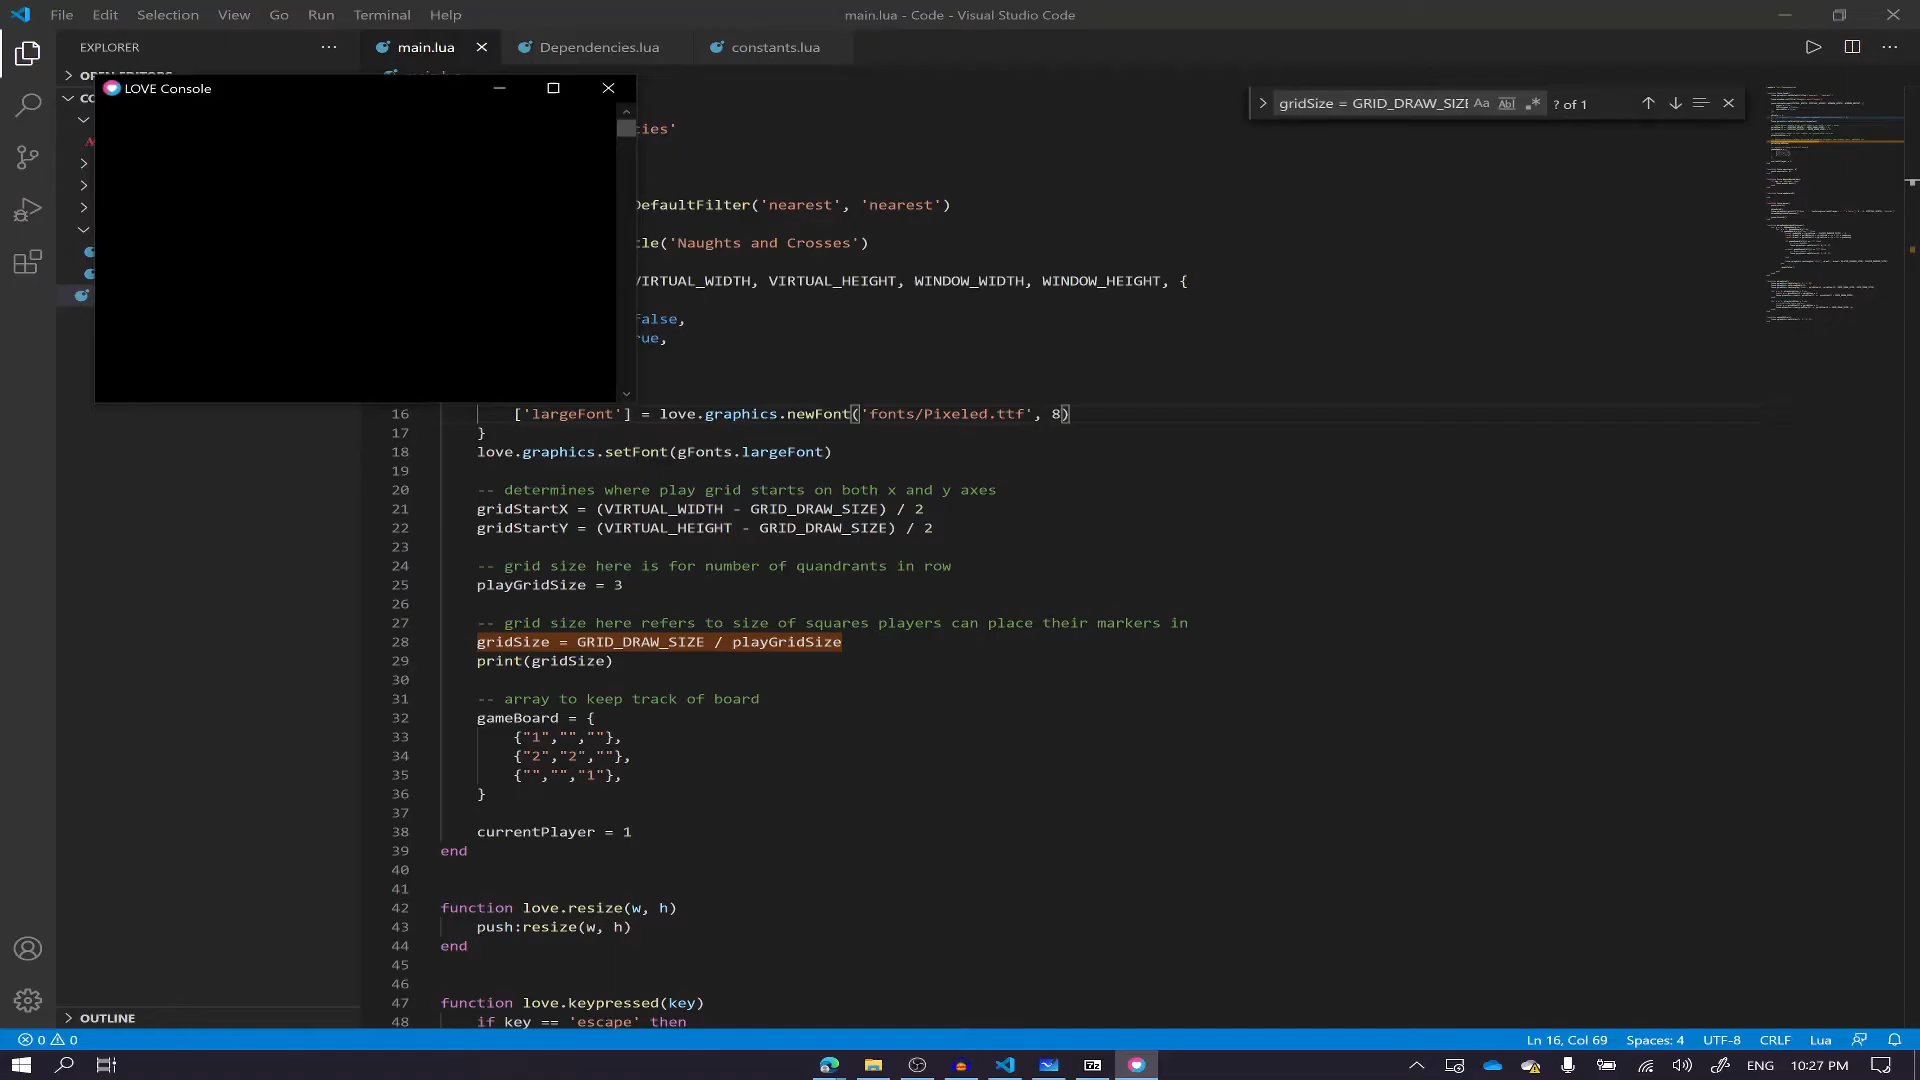 File Edit Selection View Go Run Terminal Help
main.lua - Code - Visual Studio Code
EXPLORER
main.lua
Dependencies.lua
constants.lua
LOVE Console
gridSize = GRID_DRAW_SIZE
Aa
? of 1
ties'
DefaultFilter('nearest', 'nearest')
tle('Naughts and Crosses')
VIRTUAL_WIDTH, VIRTUAL_HEIGHT, WINDOW_WIDTH, WINDOW_HEIGHT, {
false,
rue,
16 ['largeFont'] = love.graphics.newFont('fonts/Pixeled.ttf', 8)
17 }
18 love.graphics.setFont(gFonts.largeFont)
19
20 -- determines where play grid starts on both x and y axes
21 gridStartX = (VIRTUAL_WIDTH - GRID_DRAW_SIZE) / 2
22 gridStartY = (VIRTUAL_HEIGHT - GRID_DRAW_SIZE) / 2
23
24 -- grid size here is for number of quandrants in row
25 playGridSize = 3
26
27 -- grid size here refers to size of squares players can place their markers in
28 gridSize = GRID_DRAW_SIZE / playGridSize
29 print(gridSize)
30
31 -- array to keep track of board
32 gameBoard = {
33 {"1","",""},
34 {"2","2",""},
35 {"","","1"},
36 }
37
38 currentPlayer = 1
39 end
40
41
42 function love.resize(w, h)
43 push:resize(w, h)
44 end
45
46
47 function love.keypressed(key)
48 if key == 'escape' then
OUTLINE
0 0
Ln 16, Col 69 Spaces: 4 UTF-8 CRLF Lua
ENG 10:27 PM